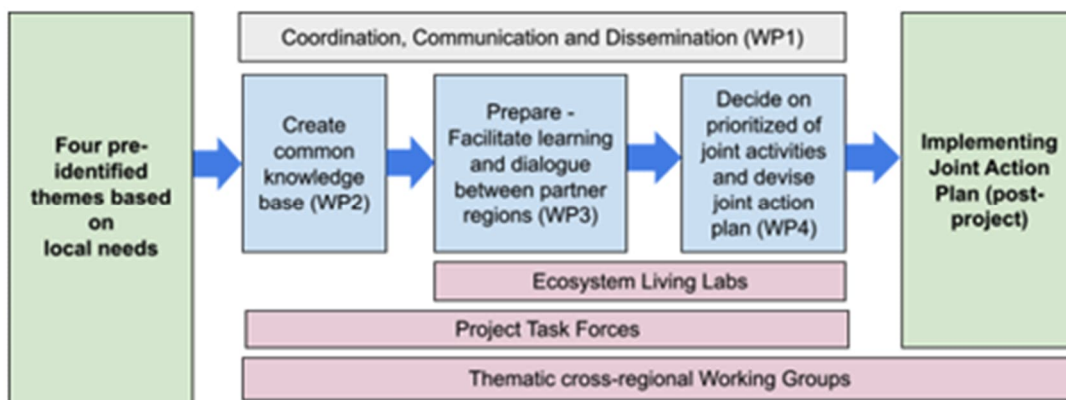 Coordination, Communication and Dissemination (WP1)
Four pre-
identified
themes based
on
local needs
Create
common
knowledge
base (WP2)
Prepare -
Facilitate learning
and dialogue
between partner
regions (WP3)
Decide on
prioritized of
joint activities
and devise
joint action
plan (WP4)
Implementing
Joint Action
Plan (post-
project)
Ecosystem Living Labs
Project Task Forces
Thematic cross-regional Working Groups